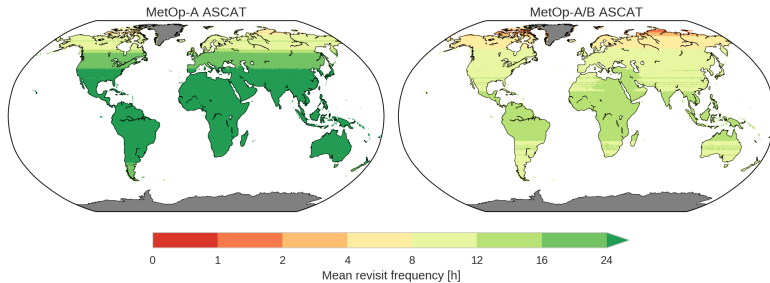 MetOp-A ASCAT
MetOp-A/B ASCAT
0 1 2 4 8 12 16 24
Mean revisit frequency [h]